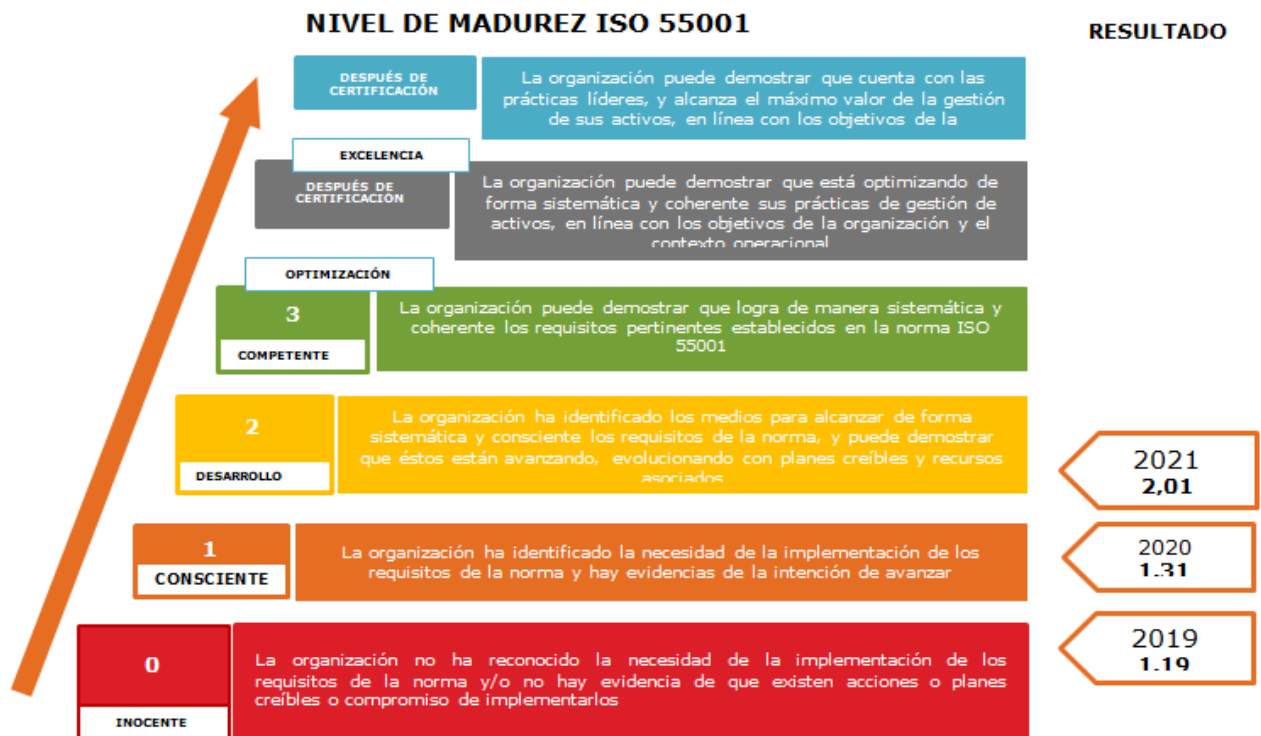 NIVEL DE MADUREZ ISO 55001
RESULTADO
DESPUÉS DE
CERTIFICACIÓN
La organización puede demostrar que cuenta con las
prácticas líderes, y alcanza el máximo valor de la gestión
de sus activos, en línea con los objetivos de la
EXCELENCIA
DESPUÉS DE
CERTIFICACIÓN
La organización puede demostrar que está optimizando de
forma sistemática y coherente sus prácticas de gestión de
activos, en línea con los objetivos de la organización y el
contexto operacional
OPTIMIZACIÓN
3
COMPETENTE
La organización puede demostrar que logra de manera sistemática y
coherente los requisitos pertinentes establecidos en la norma ISO
55001
2
DESARROLLO
La organización ha identificado los medios para alcanzar de forma
sistemática y consciente los requisitos de la norma, y puede demostrar
que éstos están avanzando, evolucionando con planes creíbles y recursos
asociados
2021
2,01
1
CONSCIENTE
La organización ha identificado la necesidad de la implementación de los
requisitos de la norma y hay evidencias de la intención de avanzar
2020
1.31
0
INOCENTE
La organización no ha reconocido la necesidad de la implementación de los
requisitos de la norma y/o no hay evidencia de que existen acciones o planes
creíbles o compromiso de implementarlos
2019
1.19